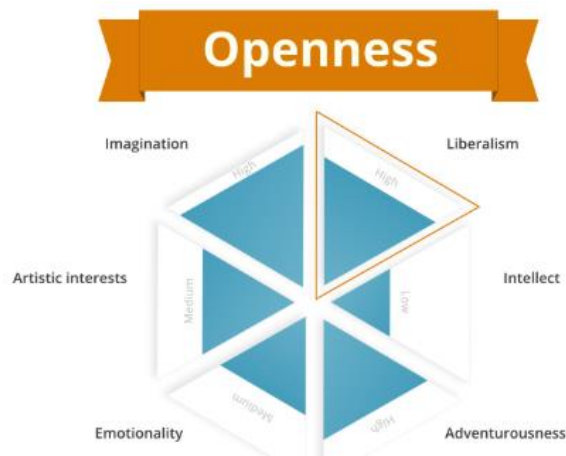 Openness
Imagination
Liberalism
High
High
Artistic interests
Medium
Low
Intellect
Medium
High
Emotionality
Adventurousness